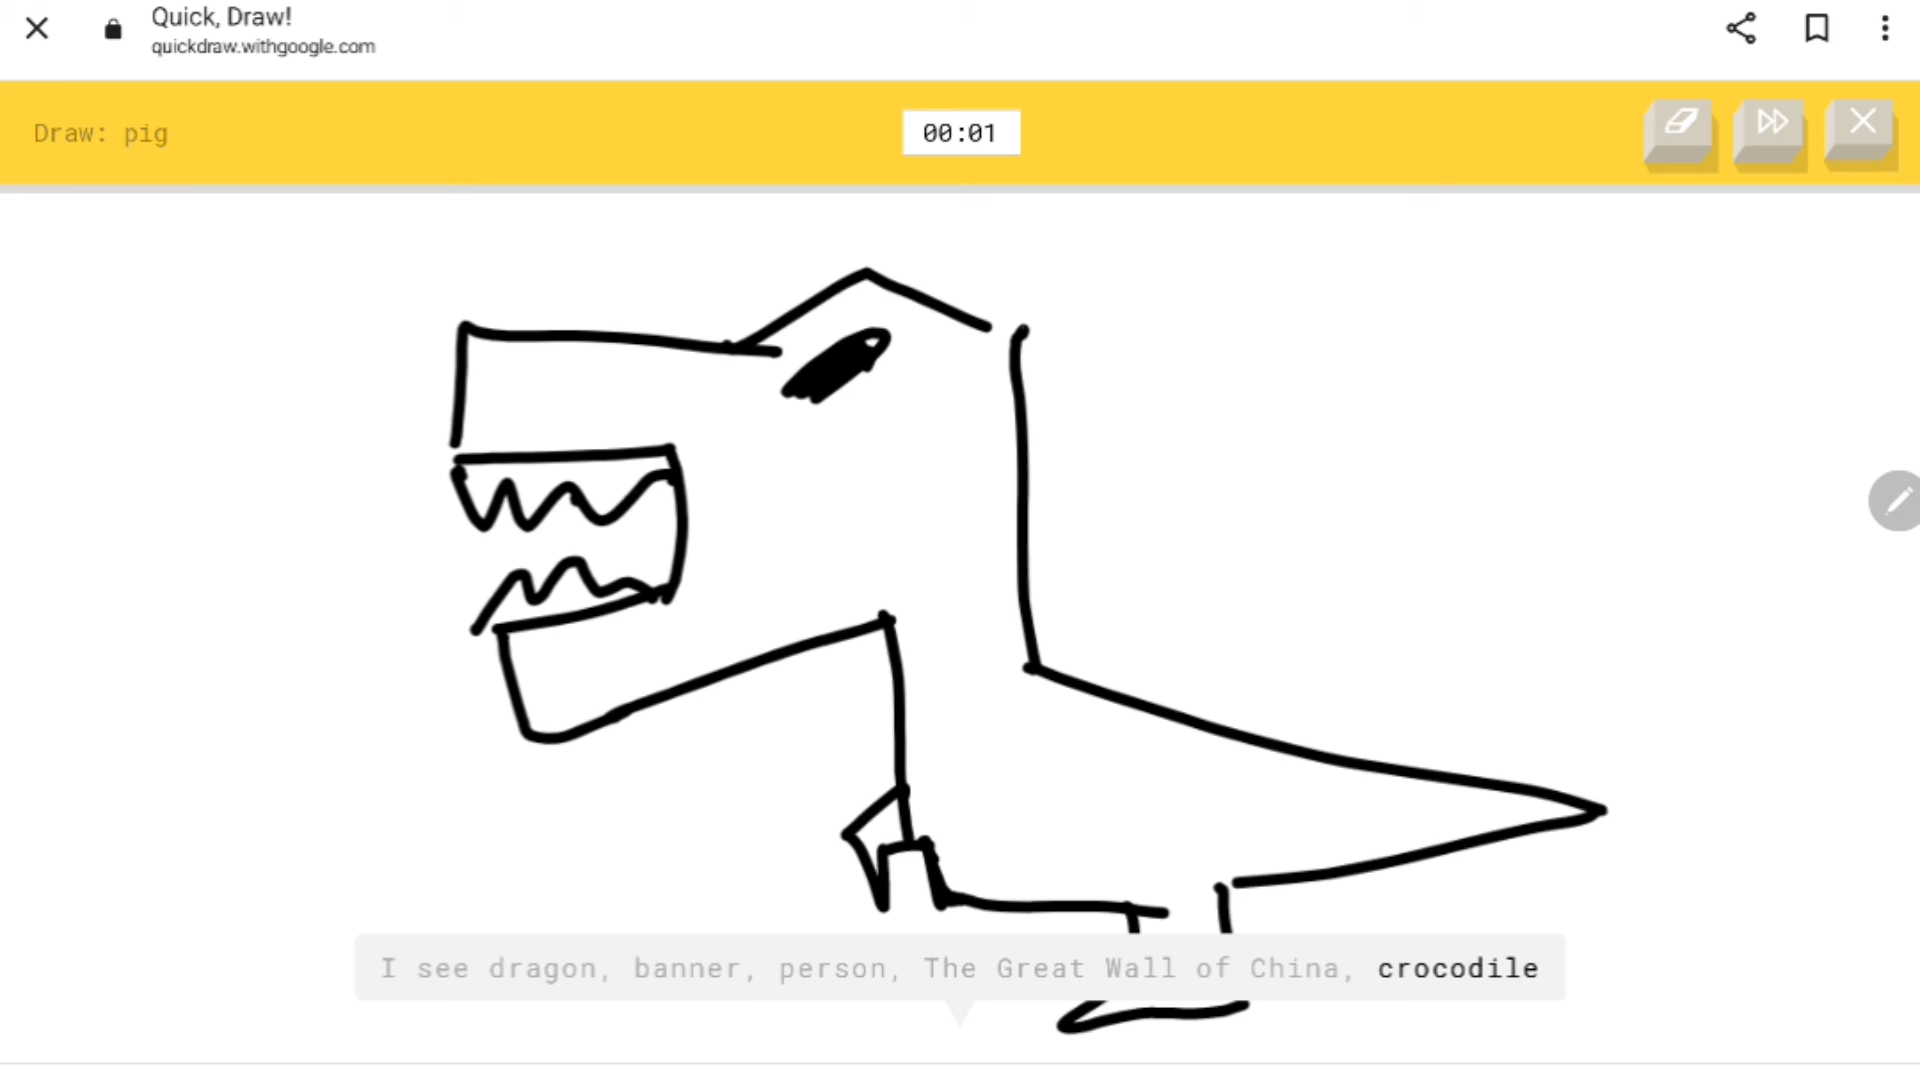 Quick, Draw!
quickdraw.withgoogle.com
Draw: pig
00:01
I see dragon, banner, person, The Great Wall of China, crocodile